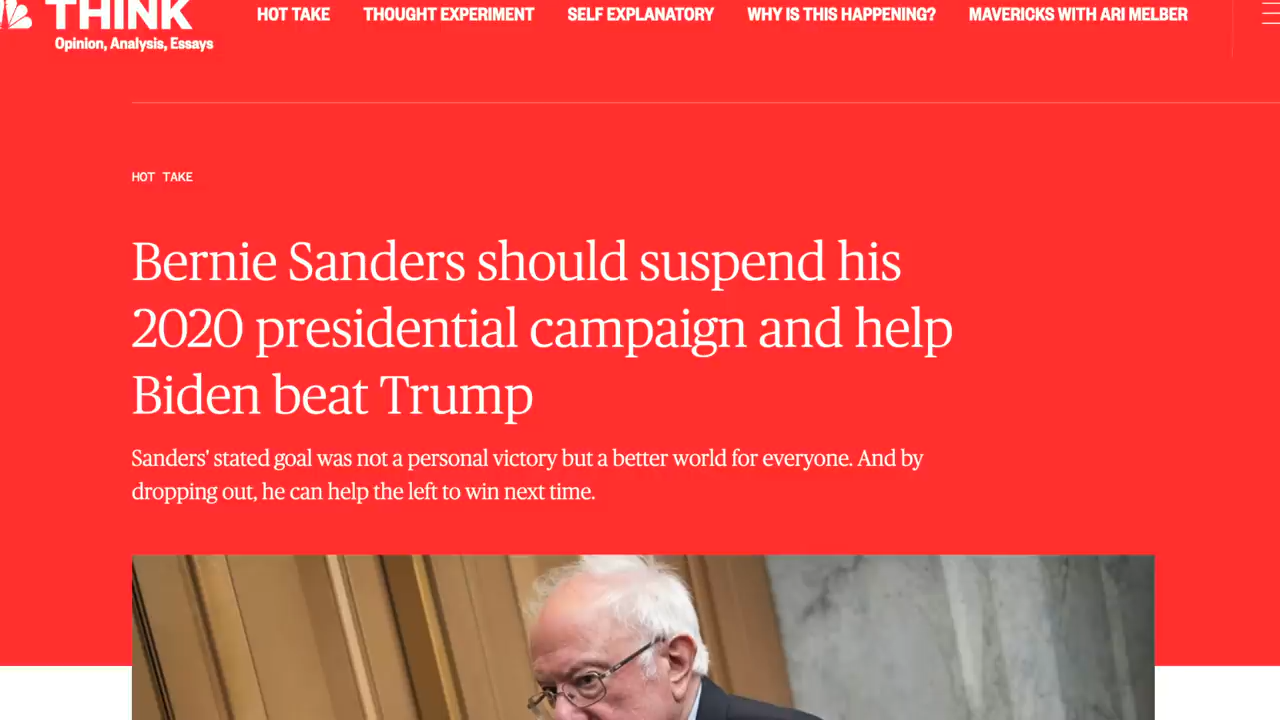 THINK
Opinion, Analysis, Essays
HOT TAKE THOUGHT EXPERIMENT SELF EXPLANATORY WHY IS THIS HAPPENING? MAVERICKS WITH ARI MELBER
HOT TAKE
Bernie Sanders should suspend his
2020 presidential campaign and help
Biden beat Trump
Sanders' stated goal was not a personal victory but a better world for everyone. And by
dropping out, he can help the left to win next time.